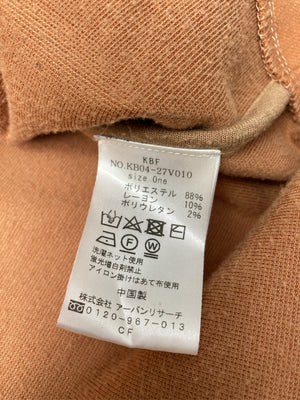 KBF
NO.KB04-27V010
size.One
ポリエステル 88%
レーヨン 10%
ポリウレタン 2%
洗濯ネット使用
蛍光増白剤禁止
アイロン掛けはあて布使用
中国製
株式会社 アーバンリサーチ
0120-967-013
CF